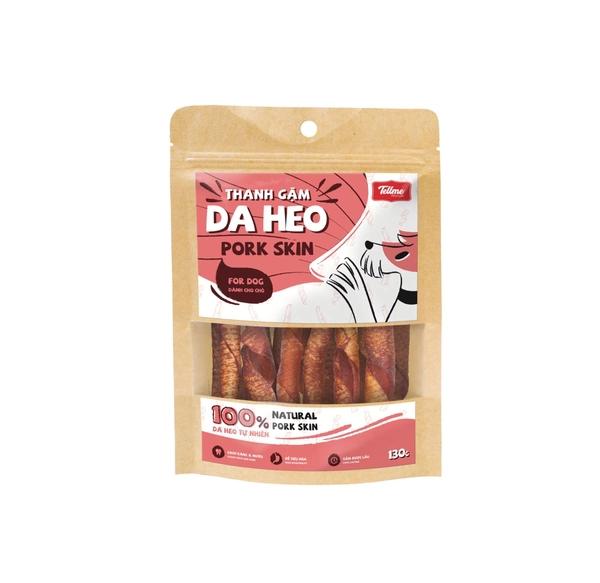 THANH GẶM
Tellme
DA HEO
PORK SKIN
FOR DOG
DÀNH CHO CHÓ
100% NATURAL
PORK SKIN
DA HEO TỰ NHIÊN
130G